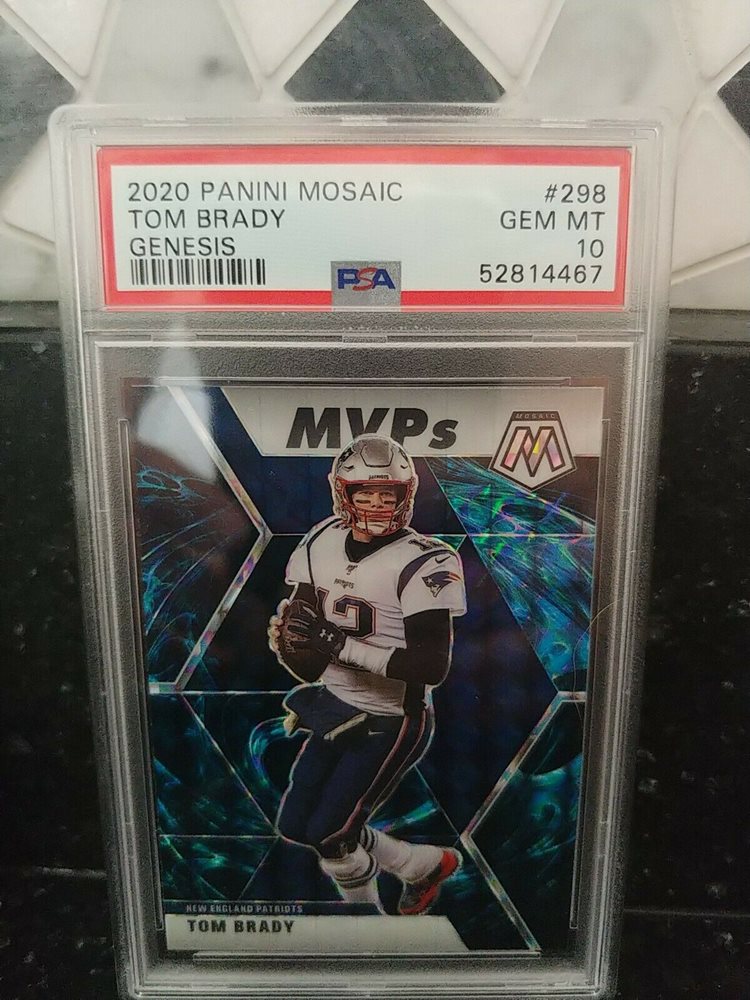 2020 PANINI MOSAIC #298
TOM BRADY GEM MT
GENESIS 10
PSA 52814467
MVPs
MOSAIC
M
PATRIOTS
12
NEW ENGLAND PATRIOTS
TOM BRADY